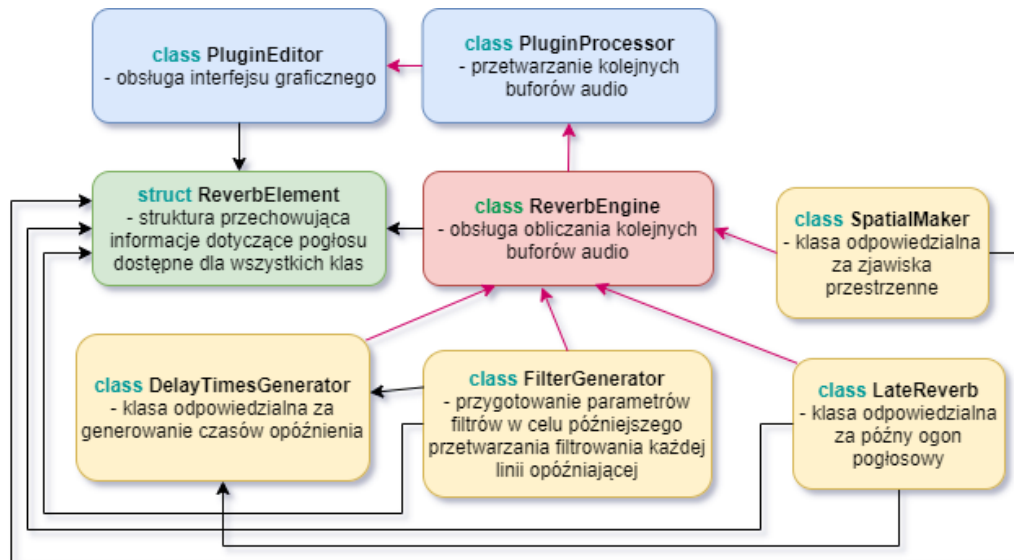 class PluginEditor
- obsługa interfejsu graficznego
class PluginProcessor
- przetwarzanie kolejnych
buforów audio
struct ReverbElement
- struktura przechowująca
informacje dotyczące pogłosu
dostępne dla wszystkich klas
class ReverbEngine
- obsługa obliczania kolejnych
buforów audio
class SpatialMaker
- klasa odpowiedzialna
za zjawiska
przestrzenne
class DelayTimesGenerator
- klasa odpowiedzialna za
generowanie czasów opóźnienia
class FilterGenerator
- przygotowanie parametrów
filtrów w celu późniejszego
przetwarzania filtrowania każdej
linii opóźniającej
class LateReverb
- klasa odpowiedzialna
za późny ogon
pogłosowy